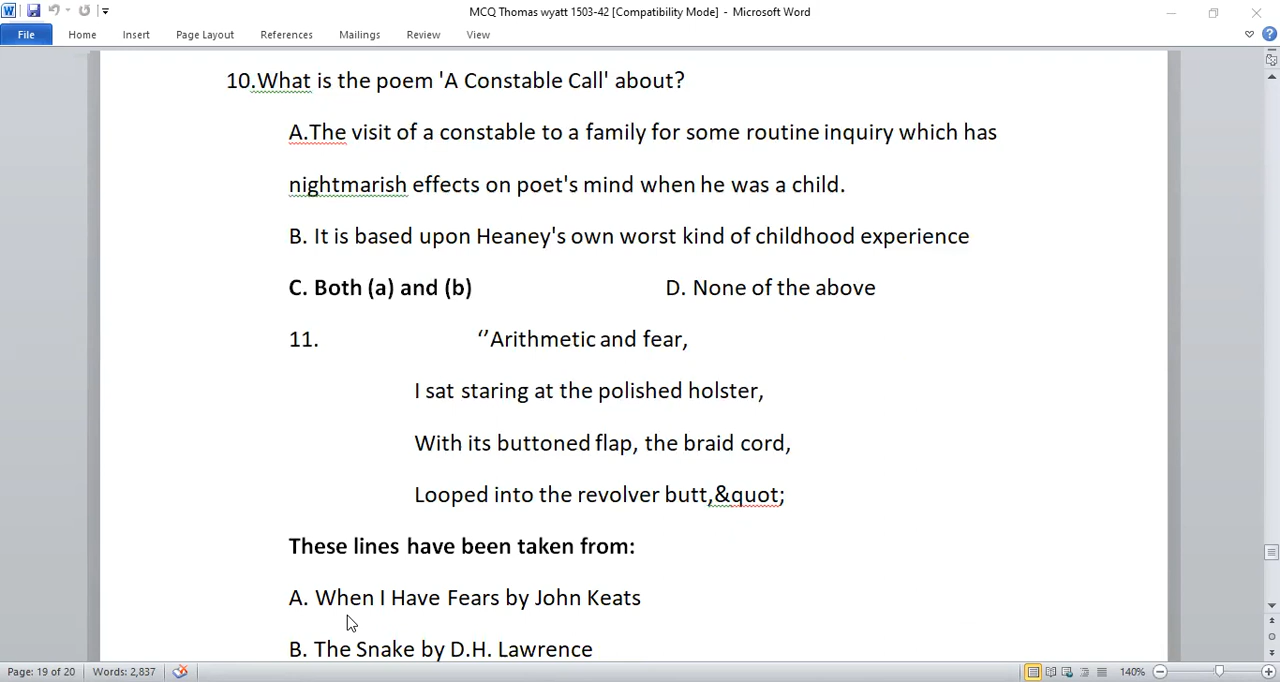 MCQ Thomas wyatt 1503-42 [Compatibility Mode] - Microsoft Word
File Home Insert Page Layout References Mailings Review View
10.What is the poem 'A Constable Call' about?
A.The visit of a constable to a family for some routine inquiry which has
nightmarish effects on poet's mind when he was a child.
B. It is based upon Heaney's own worst kind of childhood experience
C. Both (a) and (b) D. None of the above
11. ‘’Arithmetic and fear,
I sat staring at the polished holster,
With its buttoned flap, the braid cord,
Looped into the revolver butt,&quot;
These lines have been taken from:
A. When I Have Fears by John Keats
B. The Snake by D.H. Lawrence
Page: 19 of 20 Words: 2,837 140%